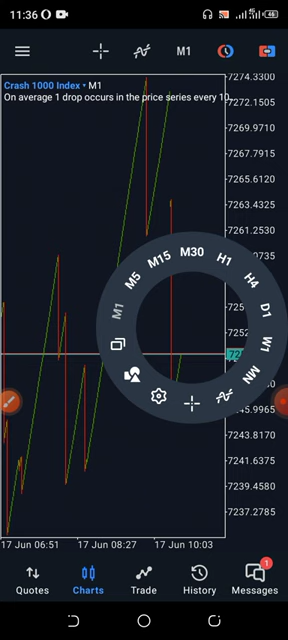 11:36
4G
46
M1
Crash 1000 Index • M1
On average 1 drop occurs in the price series every 10
7274.3300
7272.1505
7269.9710
7267.7915
7265.6120
7263.4325
7261.2530
M1
M5
M15
M30
H1
H4
D1
W1
MN
7243.8170
7241.6375
7239.4580
7237.2785
17 Jun 06:51
17 Jun 08:27
17 Jun 10:03
Quotes
Charts
Trade
History
1
Messages